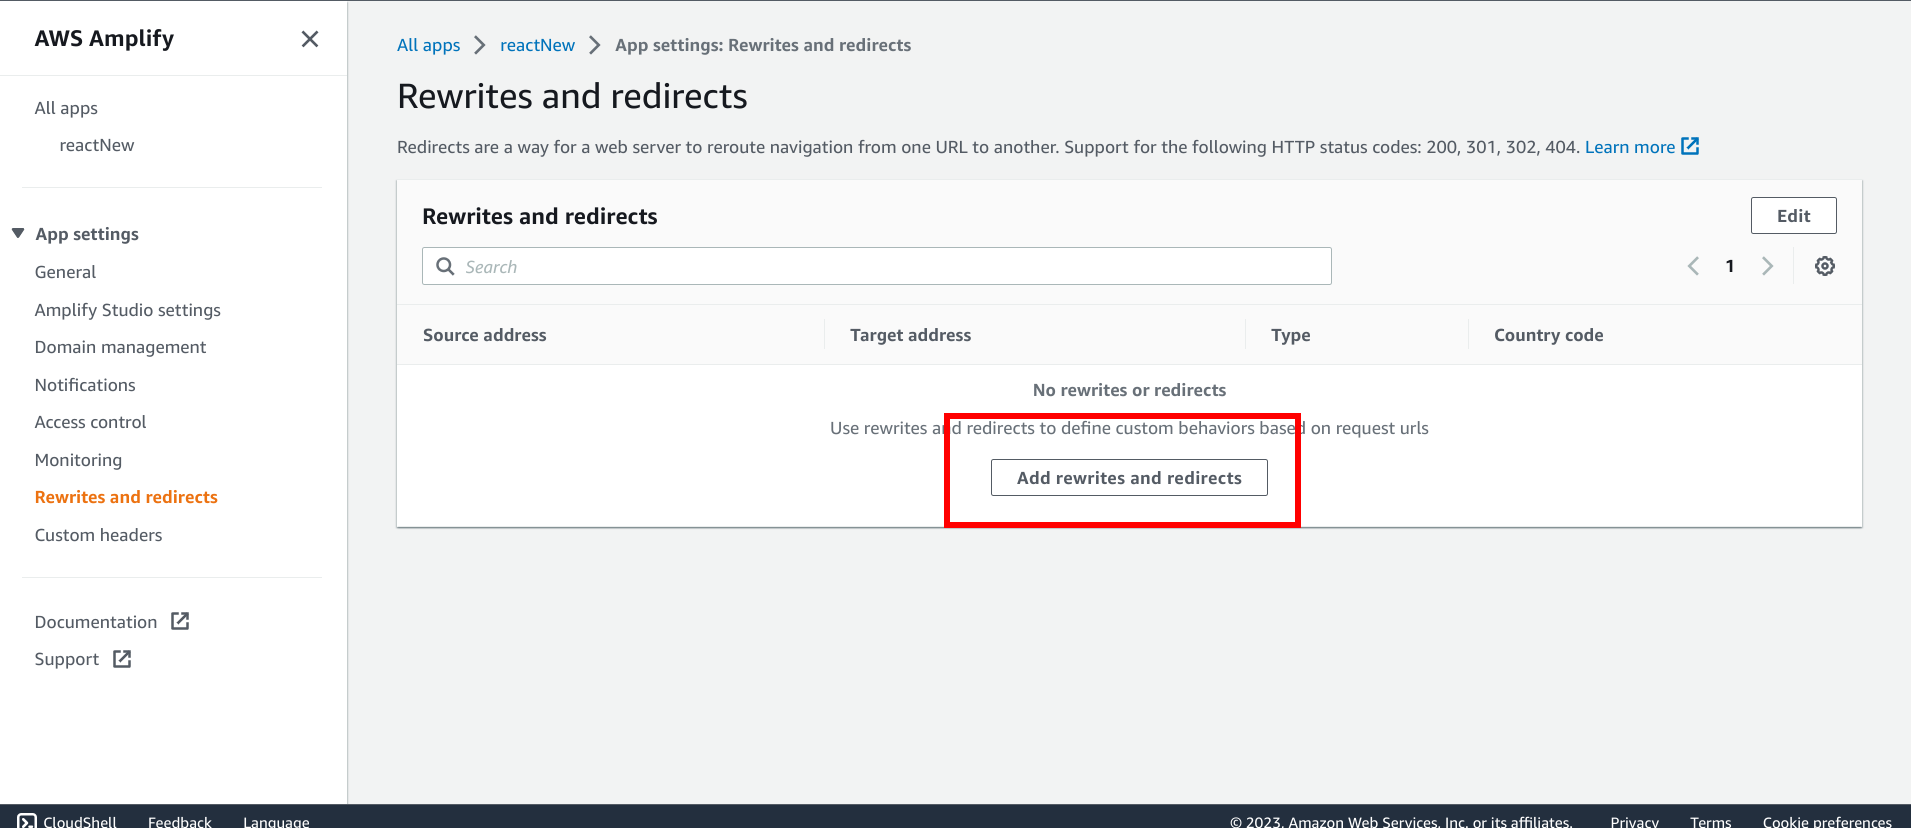 AWS Amplify
All apps
reactNew
App settings
General
Amplify Studio settings
Domain management
Notifications
Access control
Monitoring
Rewrites and redirects
Custom headers
Documentation
Support
All apps reactNew App settings: Rewrites and redirects
Rewrites and redirects
Redirects are a way for a web server to reroute navigation from one URL to another. Support for the following HTTP status codes: 200, 301, 302, 404. Learn more
Rewrites and redirects
Edit
Search
1
Source address Target address Type Country code
No rewrites or redirects
Use rewrites and redirects to define custom behaviors based on request urls
Add rewrites and redirects
CloudShell Feedback Language © 2023, Amazon Web Services, Inc. or its affiliates. Privacy Terms Cookie preferences